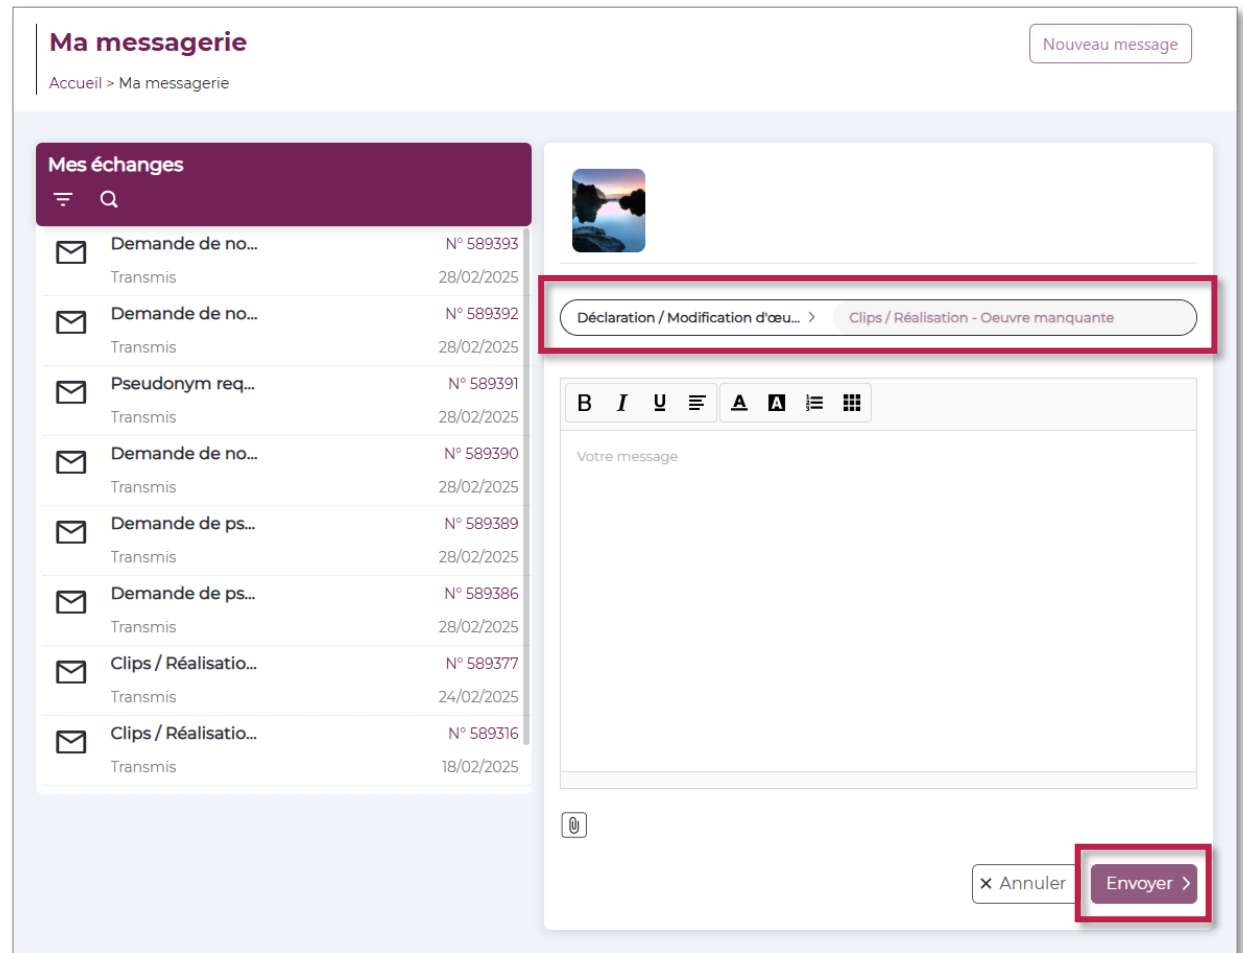 Ma messagerie
Nouveau message
Accueil > Ma messagerie
Mes échanges
Demande de no... N° 589393
Transmis 28/02/2025
Demande de no... N° 589392
Transmis 28/02/2025
Pseudonym req... N° 589391
Transmis 28/02/2025
Demande de no... N° 589390
Transmis 28/02/2025
Demande de ps... N° 589389
Transmis 28/02/2025
Demande de ps... N° 589386
Transmis 28/02/2025
Clips / Réalisatio... N° 589377
Transmis 24/02/2025
Clips / Réalisatio... N° 589316
Transmis 18/02/2025
Déclaration / Modification d'œu... > Clips / Réalisation - Oeuvre manquante
B I U A A
Votre message
× Annuler
Envoyer >